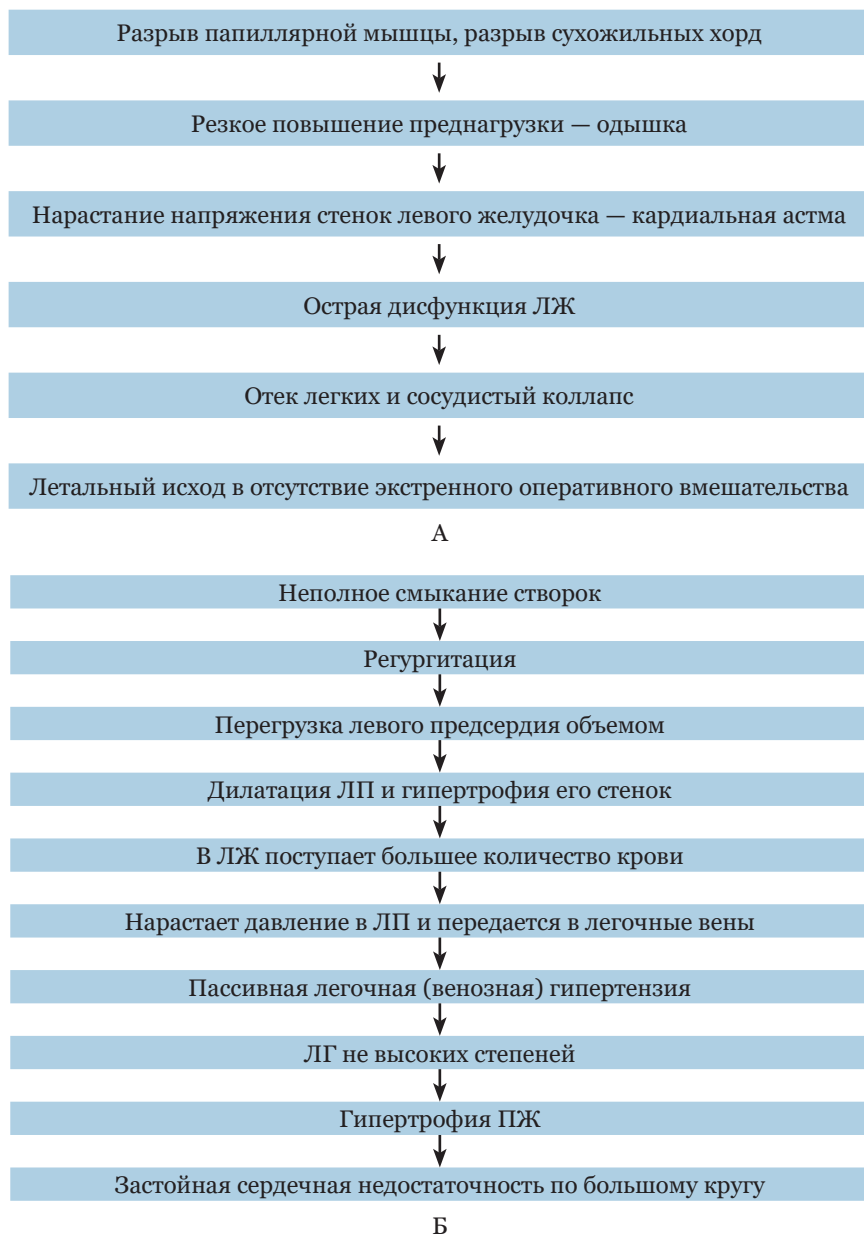 Разрыв папиллярной мышцы, разрыв сухожильных хорд
Резкое повышение преднагрузки — одышка
Нарастание напряжения стенок левого желудочка — кардиальная астма
Острая дисфункция ЛЖ
Отек легких и сосудистый коллапс
Летальный исход в отсутствие экстренного оперативного вмешательства
А
Неполное смыкание створок
Регургитация
Перегрузка левого предсердия объемом
Дилатация ЛП и гипертрофия его стенок
В ЛЖ поступает большее количество крови
Нарастает давление в ЛП и передается в легочные вены
Пассивная легочная (венозная) гипертензия
ЛГ не высоких степеней
Гипертрофия ПЖ
Застойная сердечная недостаточность по большому кругу
Б